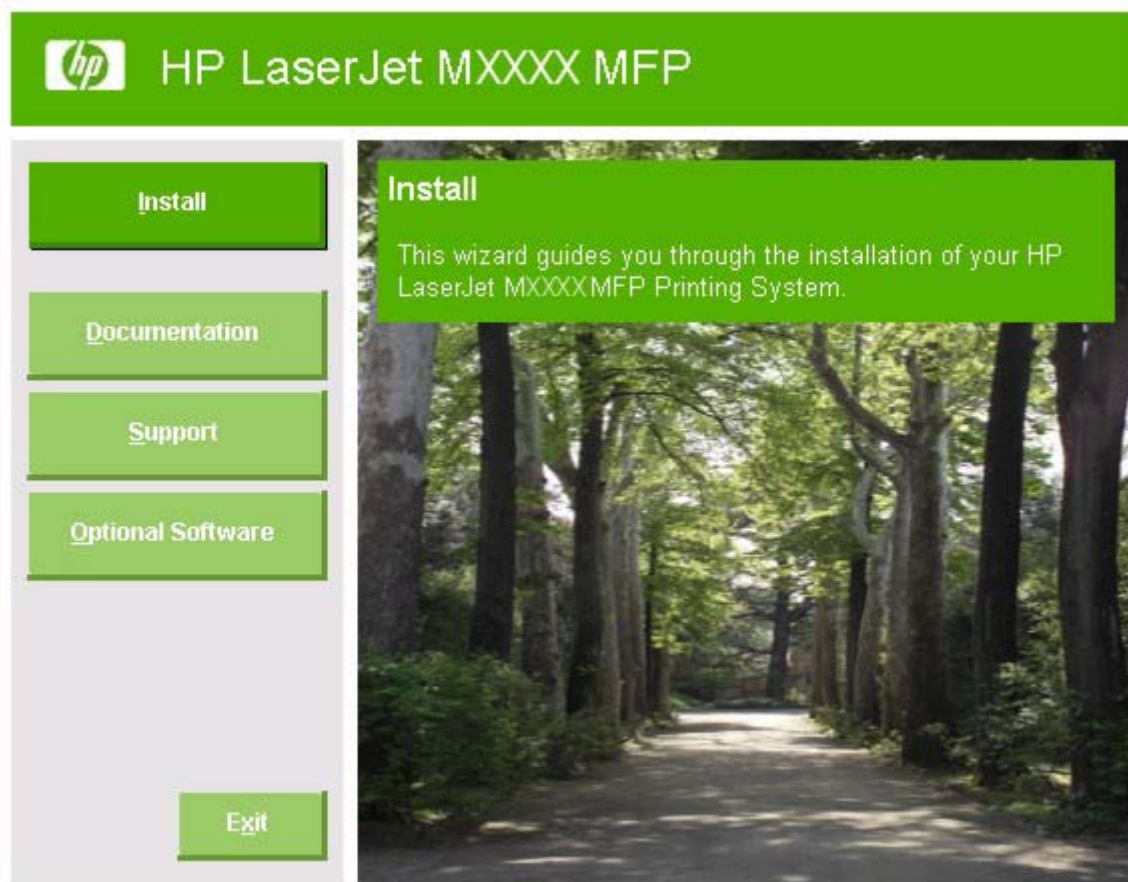 hp
HP LaserJet MXXXX MFP
Install
Documentation
Support
Optional Software
Exit
Install
This wizard guides you through the installation of your HP
LaserJet MXXXX MFP Printing System.